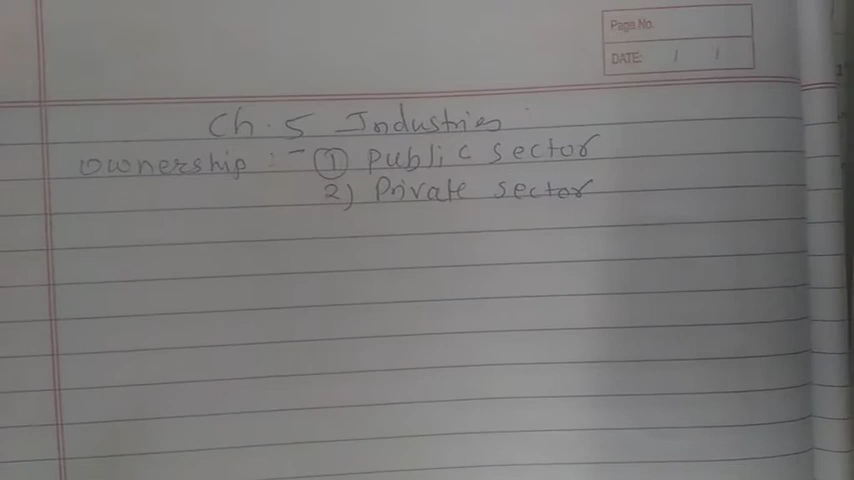 Page No.
DATE: / /
Ch. 5 Industries
Ownership :- ① Public sector
2) Private sector